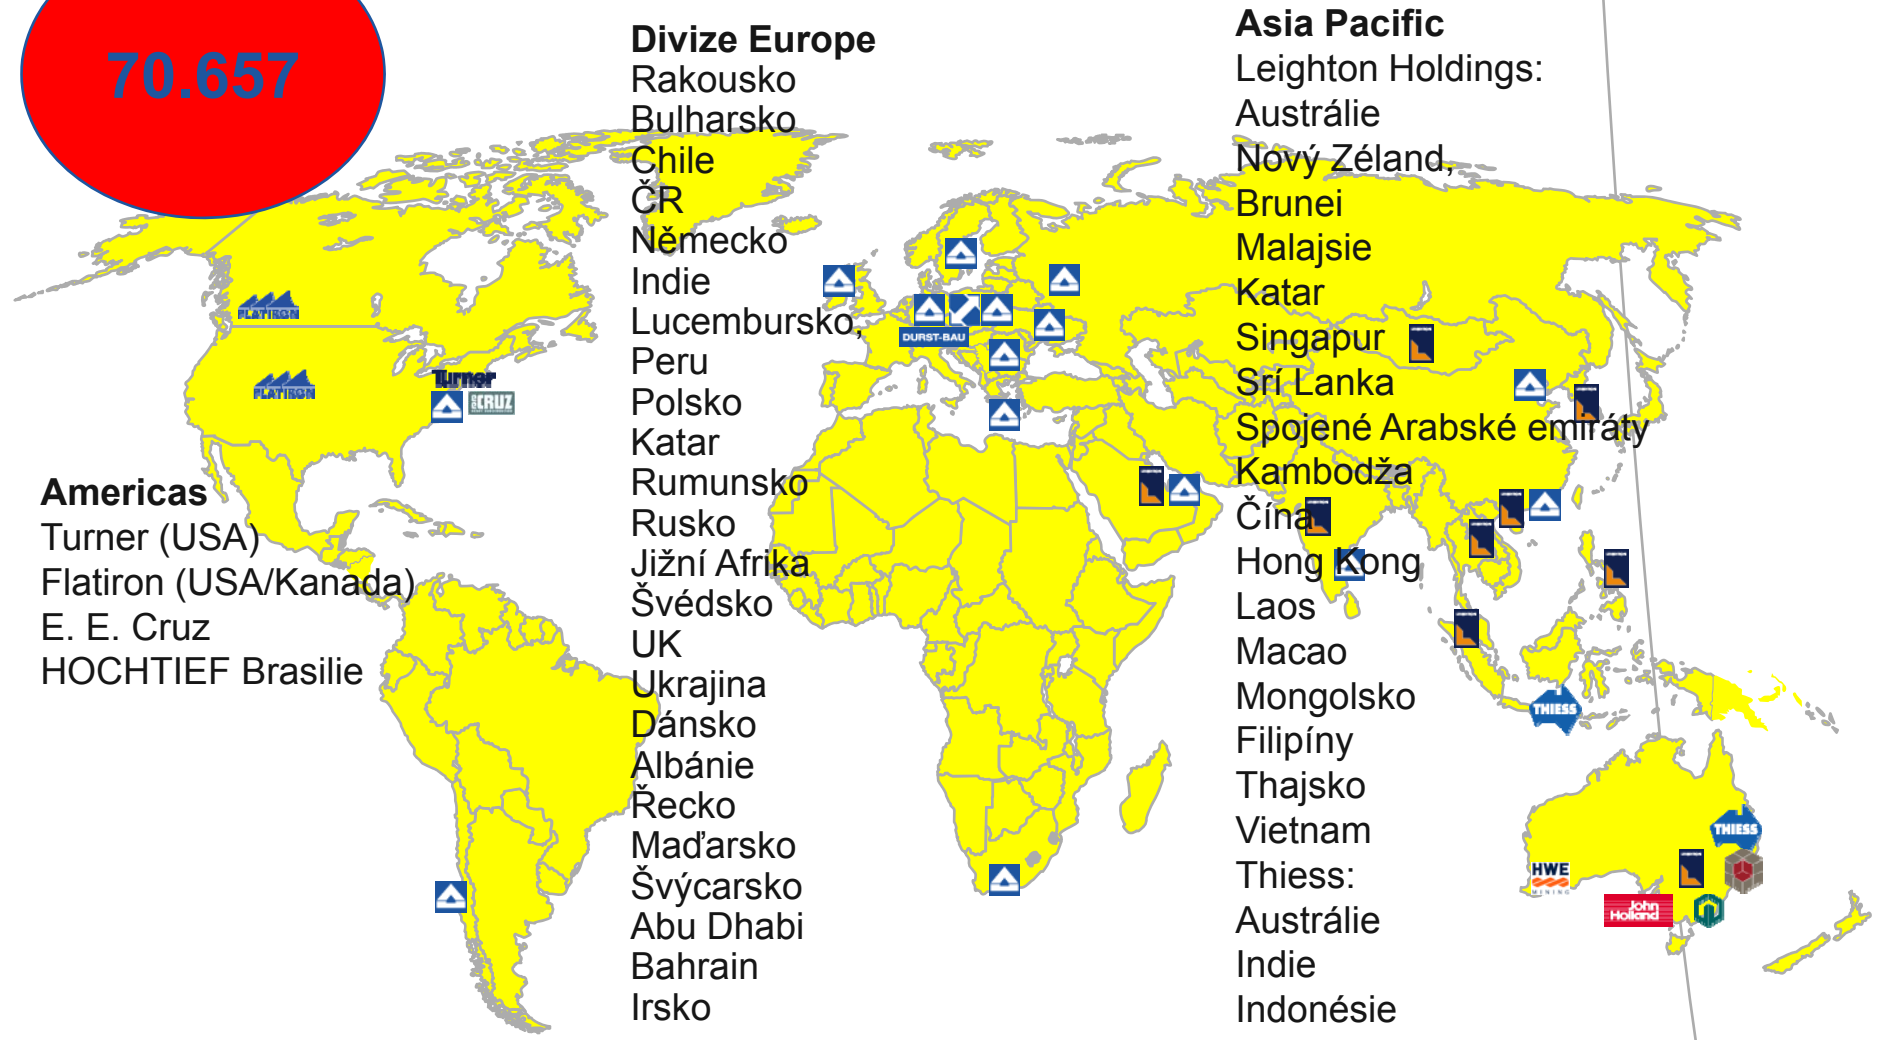 70.657
Divize Europe
Rakousko
Bulharsko
Chile
ČR
Německo
Indie
Lucembursko,
Peru
Polsko
Katar
Rumunsko
Rusko
Jižní Afrika
Švédsko
UK
Ukrajina
Dánsko
Albánie
Řecko
Maďarsko
Švýcarsko
Abu Dhabi
Bahrain
Irsko
Asia Pacific
Leighton Holdings:
Austrálie
Nový Zéland,
Brunei
Malajsie
Katar
Singapur
Srí Lanka
Spojené Arabské emiráty
Kambodža
Čína
Hong Kong
Laos
Macao
Mongolsko
Filipíny
Thajsko
Vietnam
Thiess:
Austrálie
Indie
Indonésie
Americas
Turner (USA)
Flatiron (USA/Kanada)
E. E. Cruz
HOCHTIEF Brasilie
FLATIRON
FLATIRON
Turner
CRUZ
DURST-BAU
THIESS
THIESS
HWE
MINING
John
Holland